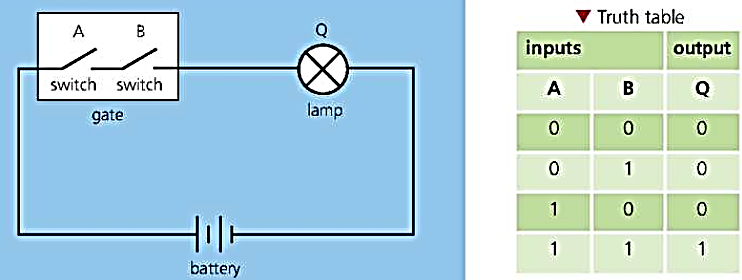 A B
Q
switch switch
gate
lamp
battery
▼ Truth table
inputs output
A B Q
0 0 0
0 1 0
1 0 0
1 1 1